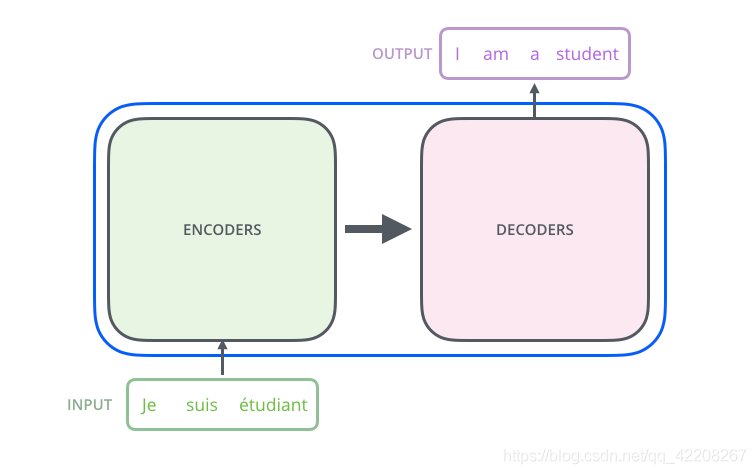 OUTPUT I am a student
ENCODERS DECODERS
INPUT Je suis étudiant
https://blog.csdn.net/qq_42208267